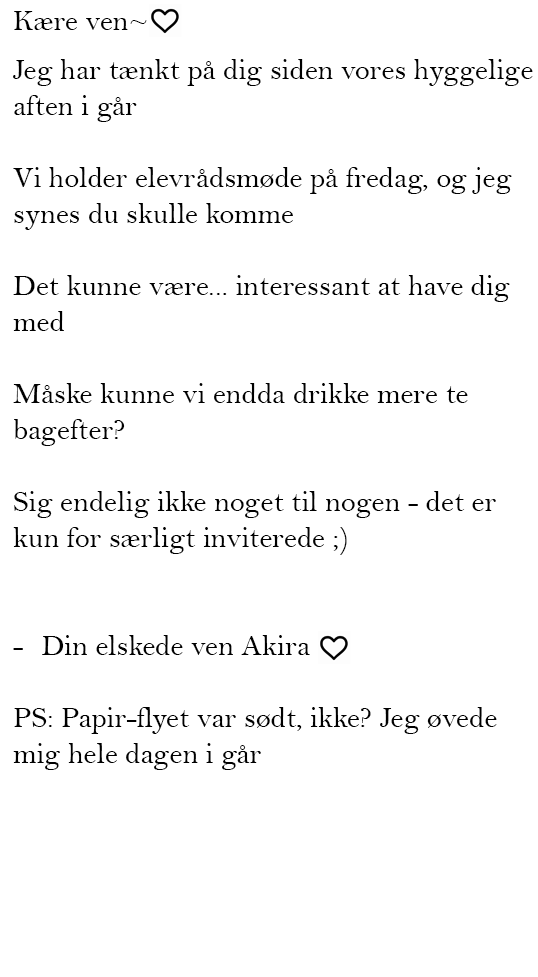 Kære ven~♡
Jeg har tænkt på dig siden vores hyggelige
aften i går
Vi holder elevrådsmøde på fredag, og jeg
synes du skulle komme
Det kunne være... interessant at have dig
med
Måske kunne vi endda drikke mere te
bagefter?
Sig endelig ikke noget til nogen - det er
kun for særligt inviterede ;)
- Din elskede ven Akira ♡
PS: Papir-flyet var sødt, ikke? Jeg øvede
mig hele dagen i går